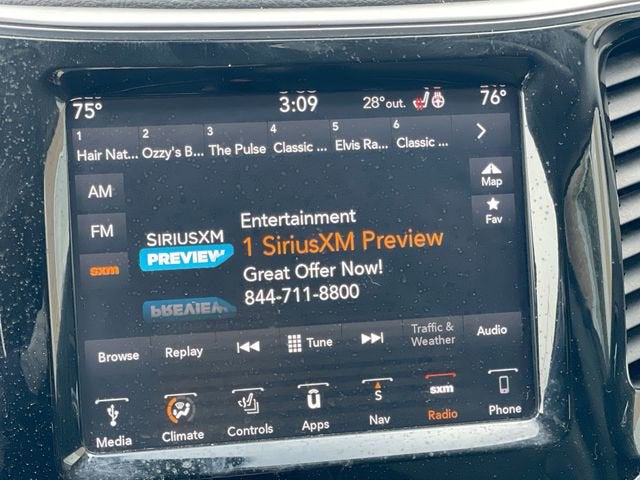 75° 3:09 28°out. 76°
1 2 3 4 5 6
Hair Nat... Ozzy's B... The Pulse Classic ... Elvis Ra... Classic ...
AM
Map
FM
Fav
sxm
SIRIUSXM
PREVIEW
Entertainment
1 SiriusXM Preview
Great Offer Now!
844-711-8800
Browse Replay Tune Traffic & Weather Audio
Media Climate Controls Apps Nav sxm Radio Phone